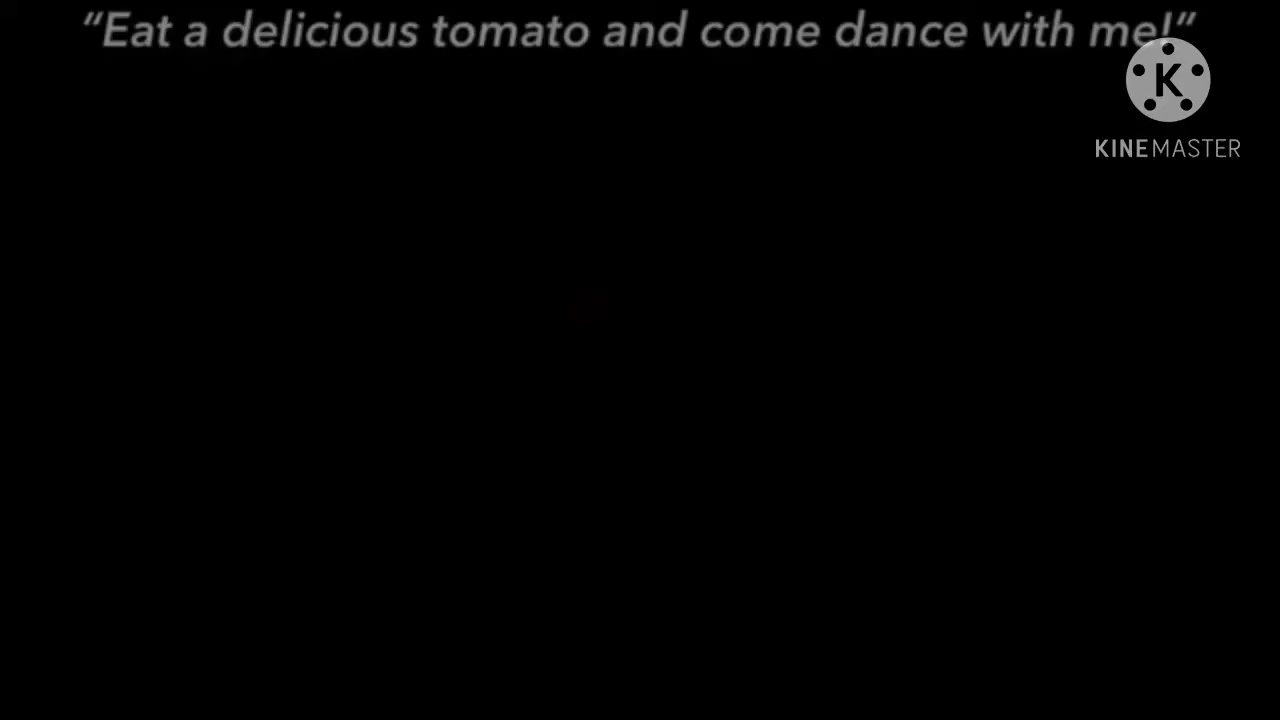 “Eat a delicious tomato and come dance with me!”
K
KINEMASTER